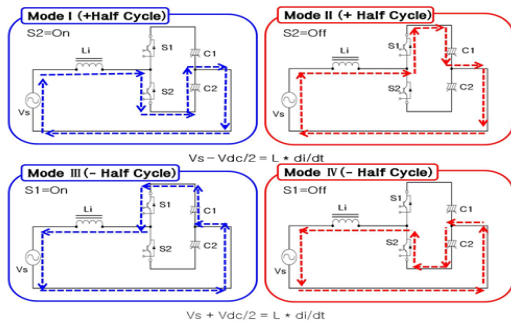 Mode Ⅰ (+Half Cycle)
S2=On
Li
S1
C1
S2
C2
Vs
Mode Ⅱ (+ Half Cycle)
S2=Off
Li
S1
C1
S2
C2
Vs
Vs – Vdc/2 = L * di/dt
Mode Ⅲ (- Half Cycle)
S1=On
Li
S1
C1
S2
C2
Vs
Mode Ⅳ (- Half Cycle)
S1=Off
Li
S1
C1
S2
C2
Vs
Vs + Vdc/2 = L * di/dt